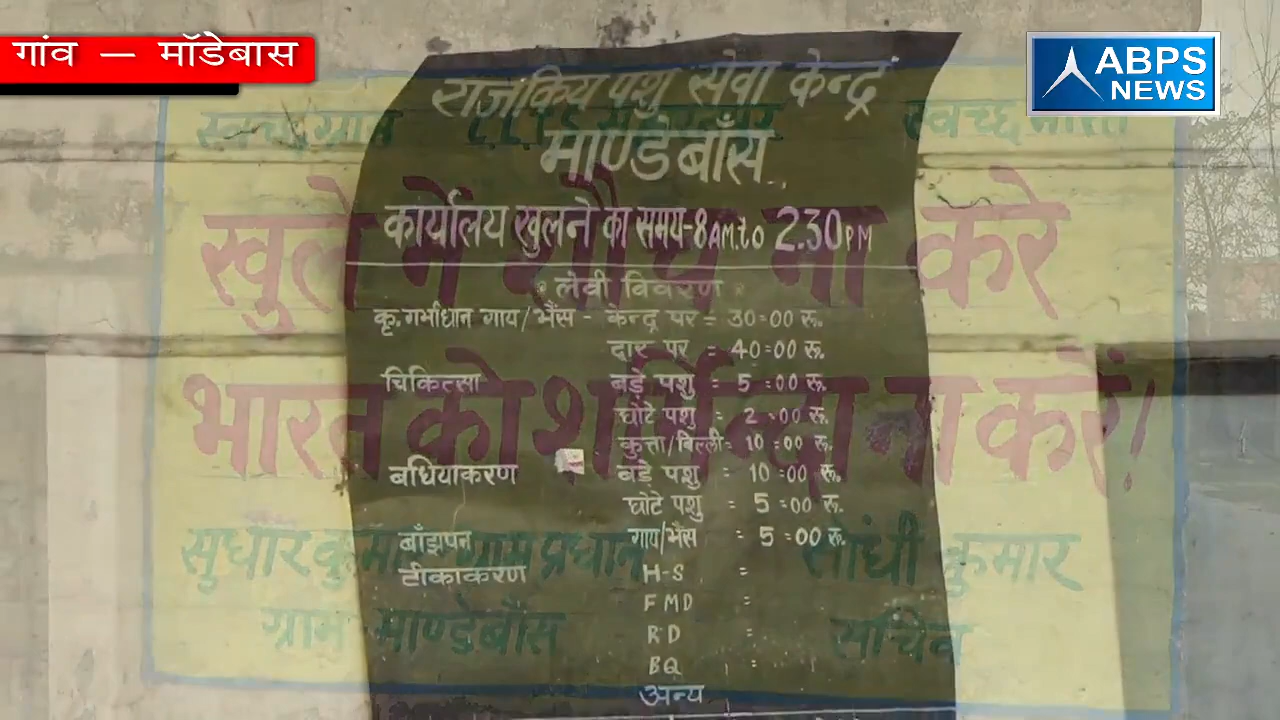 गांव – मॉडेबास
ABPS
NEWS
राजकिय पशु सेवा केन्द्र
माण्डेबाँस
कार्यालय खुलने का समय-8 A.M. to 2.30 P M
लेवी विवरण
कृ. गर्भाधान गाय/भैंस - केन्द्र पर = 30=00 रू.
द्वार पर = 40=00 रू.
चिकित्सा बड़े पशु = 5 =00 रू.
छोटे पशु = 2 =00 रू.
कुत्ता/बिल्ली = 10 =00 रू.
बधियाकरण बड़े पशु = 10 =00 रू.
छोटे पशु = 5 =00 रू.
बाँझपन गाय/भैंस = 5 =00 रू.
टीकाकरण H-S =
FMD =
RD =
BQ =
अन्य
स्वच्छ ग्राम स्वच्छ भारत
खुले में शौच ना करे
भारत को शर्मिन्दा ना करें!
सुधीर कुमार ग्राम प्रधान कुमार
ग्राम माण्डेबाँस सचिव